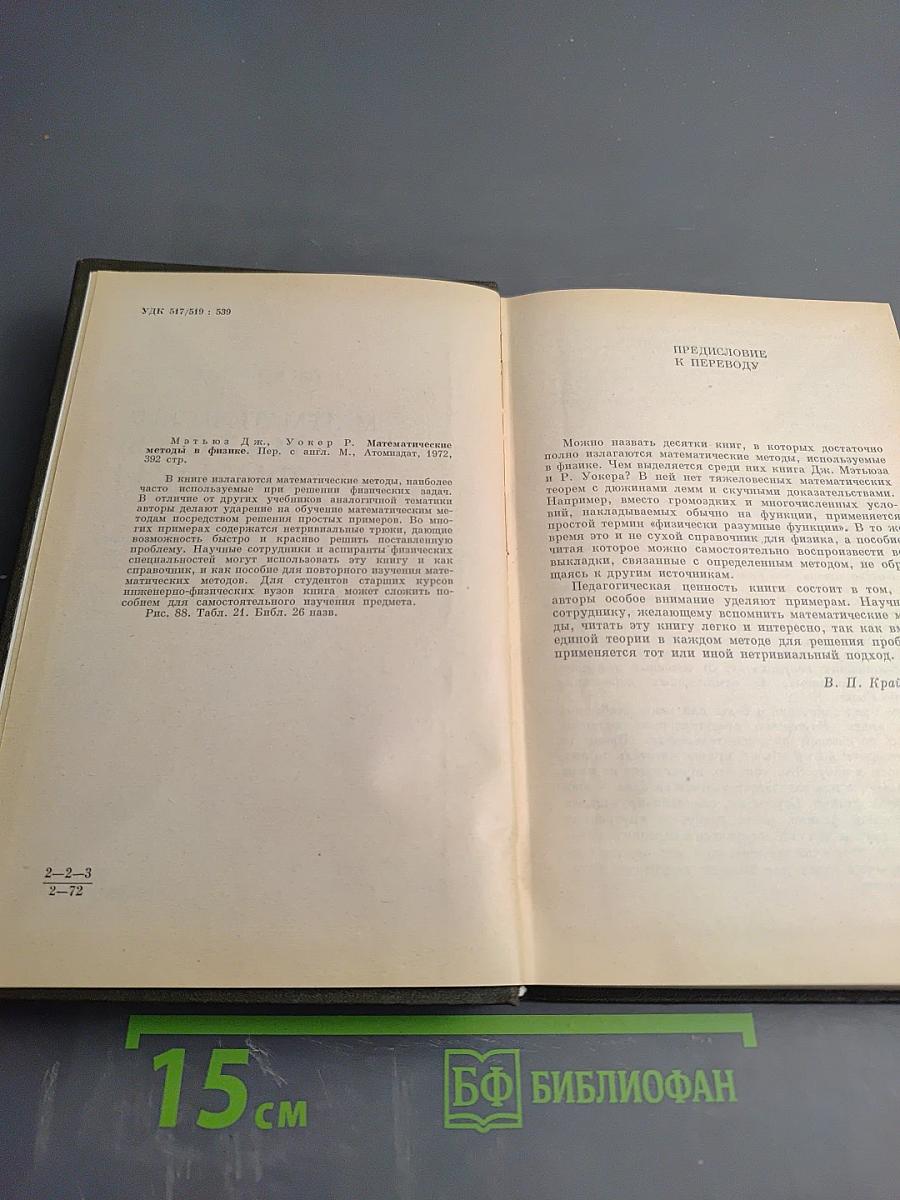 УДК 517/519 : 539
Мэтьюз Дж., Уокер Р. Математические
методы в физике. Пер. с англ. М., Атомиздат, 1972,
392 стр.
В книге излагаются математические методы, наиболее
часто используемые при решении физических задач.
В отличие от других учебников аналогичной тематики
авторы делают ударение на обучение математическим ме-
тодам посредством решения простых примеров. Во мно-
гих примерах содержатся нетривиальные трюки, дающие
возможность быстро и красиво решить поставленную
проблему. Научные сотрудники и аспиранты физических
специальностей могут использовать эту книгу и как
справочник, и как пособие для повторного изучения мате-
матических методов. Для студентов старших курсов
инженерно-физических вузов книга может сложить по-
собием для самостоятельного научения предмета.
Рис. 88. Табл. 21. Библ. 26 назв.
2—2—3
2—72
ПРЕДИСЛОВИЕ
К ПЕРЕВОДУ
Можно назвать десятки книг, в которых достаточно
полно излагаются математические методы, используемые
в физике. Чем выделяется среди них книга Дж. Мэтьюза
и Р. Уокера? В ней нет тяжеловесных математических
теорем с дюжинами лемм и скучными доказательствами.
Например, вместо громоздких и многочисленных усло-
вий, накладываемых обычно на функции, применяется
простой термин «физически разумные функции». В то же
время это и не сухой справочник для физика, а пособие
читая которое можно самостоятельно воспроизвести в
выкладки, связанные с определенным методом, не обр
щаясь к другим источникам.
Педагогическая ценность книги состоит в том,
авторы особое внимание уделяют примерам. Научн
сотруднику, желающему вспомнить математические м
ды, читать эту книгу легко и интересно, так как вм
единой теории в каждом методе для решения проб
применяется тот или иной нетривиальный подход.
В. П. Край
15 см
БФ БИБЛИОФАН